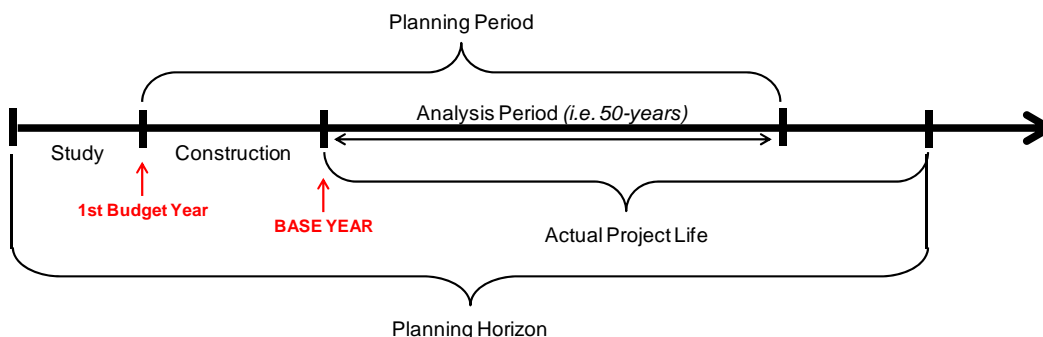 Planning Period
Analysis Period (i.e. 50-years)
Study
Construction
1st Budget Year
BASE YEAR
Actual Project Life
Planning Horizon